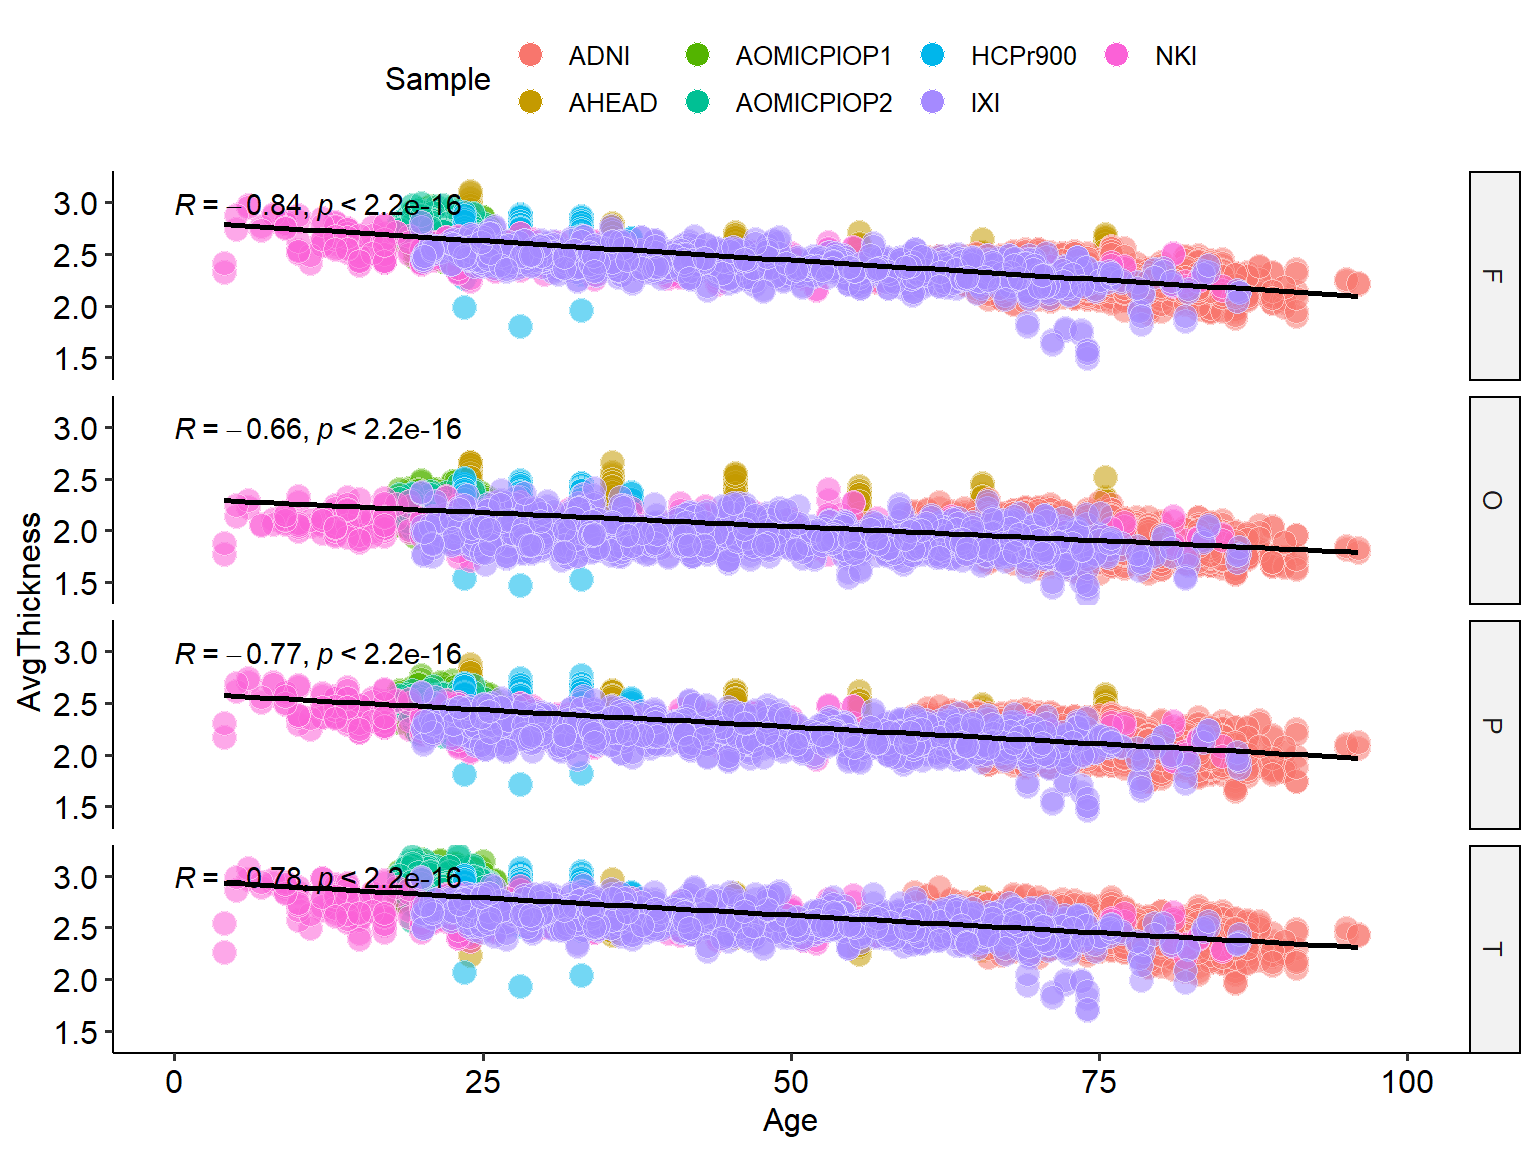 Sample
ADNI AOMICPIOP1 HCPr900 NKI
AHEAD AOMICPIOP2 IXI
AvgThickness
3.0
2.5
2.0
1.5
R = −0.84, p < 2.2e-16
F
3.0
2.5
2.0
1.5
R = −0.66, p < 2.2e-16
O
3.0
2.5
2.0
1.5
R = −0.77, p < 2.2e-16
P
3.0
2.5
2.0
1.5
R = −0.78, p < 2.2e-16
T
0 25 50 75 100
Age